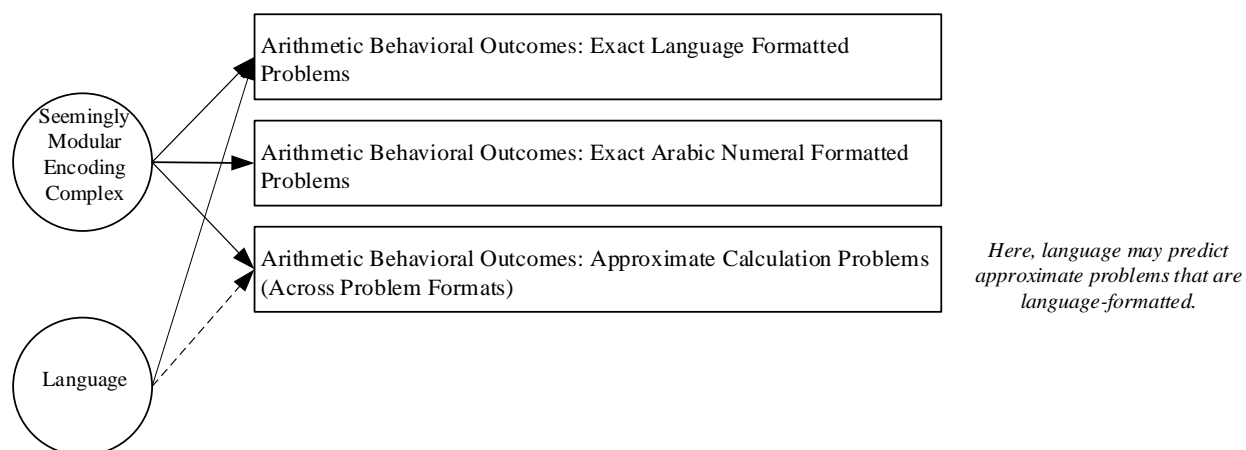 Arithmetic Behavioral Outcomes: Exact Language Formatted
Problems
Seemingly
Modular
Encoding
Complex
Arithmetic Behavioral Outcomes: Exact Arabic Numeral Formatted
Problems
Arithmetic Behavioral Outcomes: Approximate Calculation Problems
(Across Problem Formats)
Here, language may predict
approximate problems that are
language-formatted.
Language